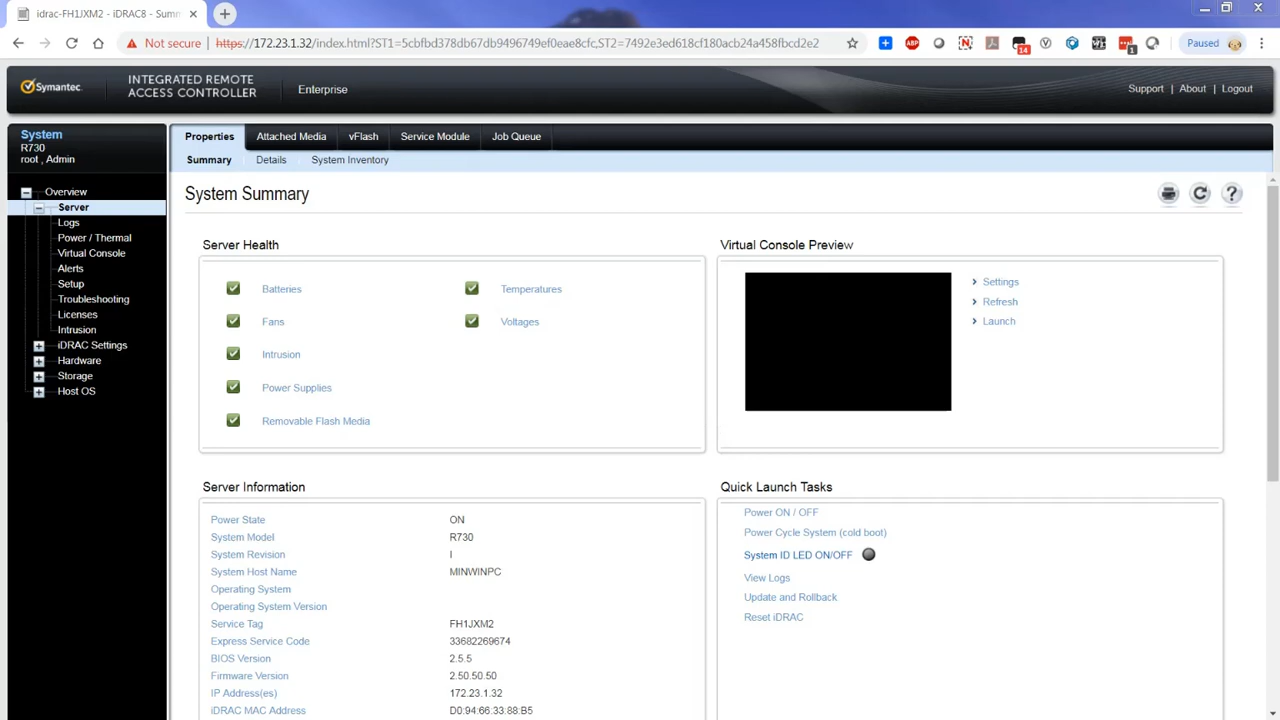 idrac-FH1JXM2 - iDRAC8 - Summ
Not secure
https://172.23.1.32/index.html?ST1=5cbfbd378db67db9496749ef0eae8cfc,ST2=7492e3ed618cf180acb24a458fbcd2e2
ABP
14
1
Paused
Symantec.
INTEGRATED REMOTE
ACCESS CONTROLLER
Enterprise
Support | About | Logout
System
R730
root , Admin
Overview
Server
Logs
Power / Thermal
Virtual Console
Alerts
Setup
Troubleshooting
Licenses
Intrusion
iDRAC Settings
Hardware
Storage
Host OS
Properties Attached Media vFlash Service Module Job Queue
Summary Details System Inventory
System Summary
Server Health
Batteries
Temperatures
Fans
Voltages
Intrusion
Power Supplies
Removable Flash Media
Virtual Console Preview
Settings
Refresh
Launch
Server Information
Power State ON
System Model R730
System Revision I
System Host Name MINWINPC
Operating System
Operating System Version
Service Tag FH1JXM2
Express Service Code 33682269674
BIOS Version 2.5.5
Firmware Version 2.50.50.50
IP Address(es) 172.23.1.32
iDRAC MAC Address D0:94:66:33:88:B5
Quick Launch Tasks
Power ON / OFF
Power Cycle System (cold boot)
System ID LED ON/OFF
View Logs
Update and Rollback
Reset iDRAC